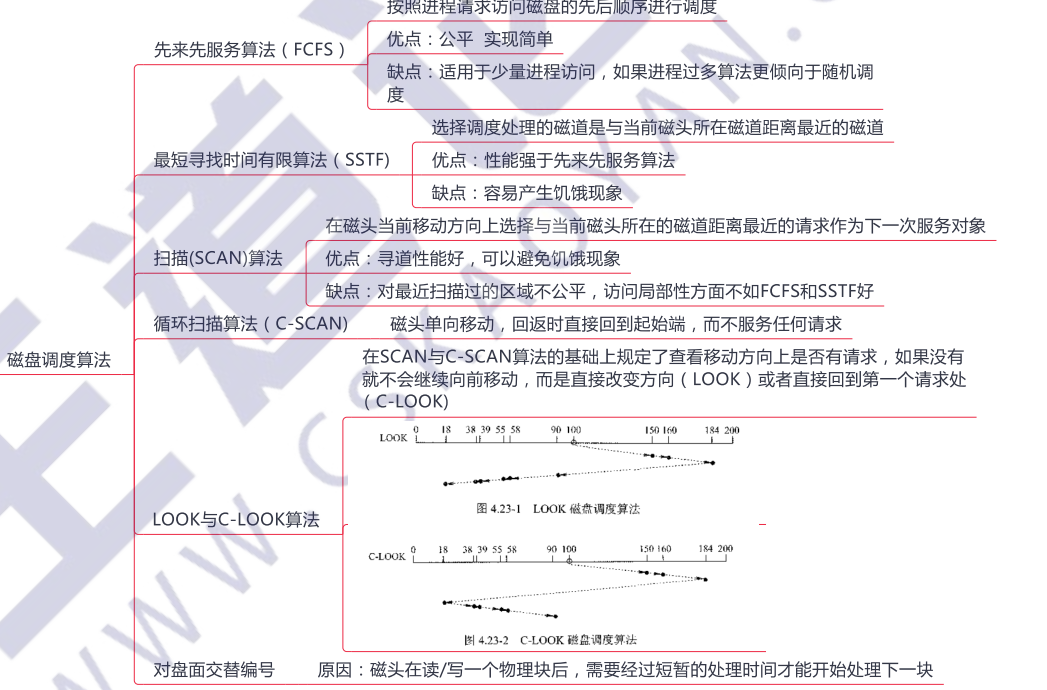 按照进程请求访问磁盘的先后顺序进行调度
先来先服务算法（FCFS）
优点：公平 实现简单
缺点：适用于少量进程访问，如果进程过多算法更倾向于随机调
度
选择调度处理的磁道是与当前磁头所在磁道距离最近的磁道
最短寻找时间有限算法（SSTF)
优点：性能强于先来先服务算法
缺点：容易产生饥饿现象
在磁头当前移动方向上选择与当前磁头所在的磁道距离最近的请求作为下一次服务对象
扫描(SCAN)算法
优点：寻道性能好，可以避免饥饿现象
缺点：对最近扫描过的区域不公平，访问局部性方面不如FCFS和SSTF好
循环扫描算法（C-SCAN)
磁头单向移动，回返时直接回到起始端，而不服务任何请求
磁盘调度算法
在SCAN与C-SCAN算法的基础上规定了查看移动方向上是否有请求，如果没有
就不会继续向前移动，而是直接改变方向（LOOK）或者直接回到第一个请求处
（C-LOOK)
LOOK与C-LOOK算法
LOOK
0 18 38 39 55 58 90 100 150 160 184 200
图 4.23-1 LOOK 磁盘调度算法
C-LOOK
0 18 38 39 55 58 90 100 150 160 184 200
图 4.23-2 C-LOOK 磁盘调度算法
对盘面交替编号
原因：磁头在读/写一个物理块后，需要经过短暂的处理时间才能开始处理下一块
WWW.CSKAOYAN.